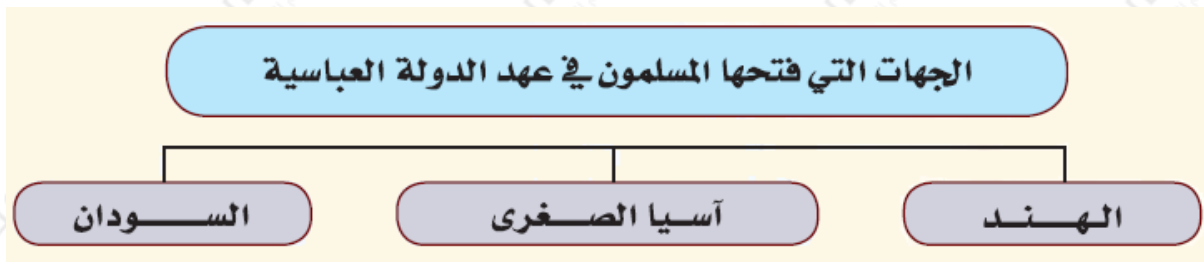 الجهات التي فتحها المسلمون في عهد الدولة العباسية
الهند
آسيا الصغرى
السودان